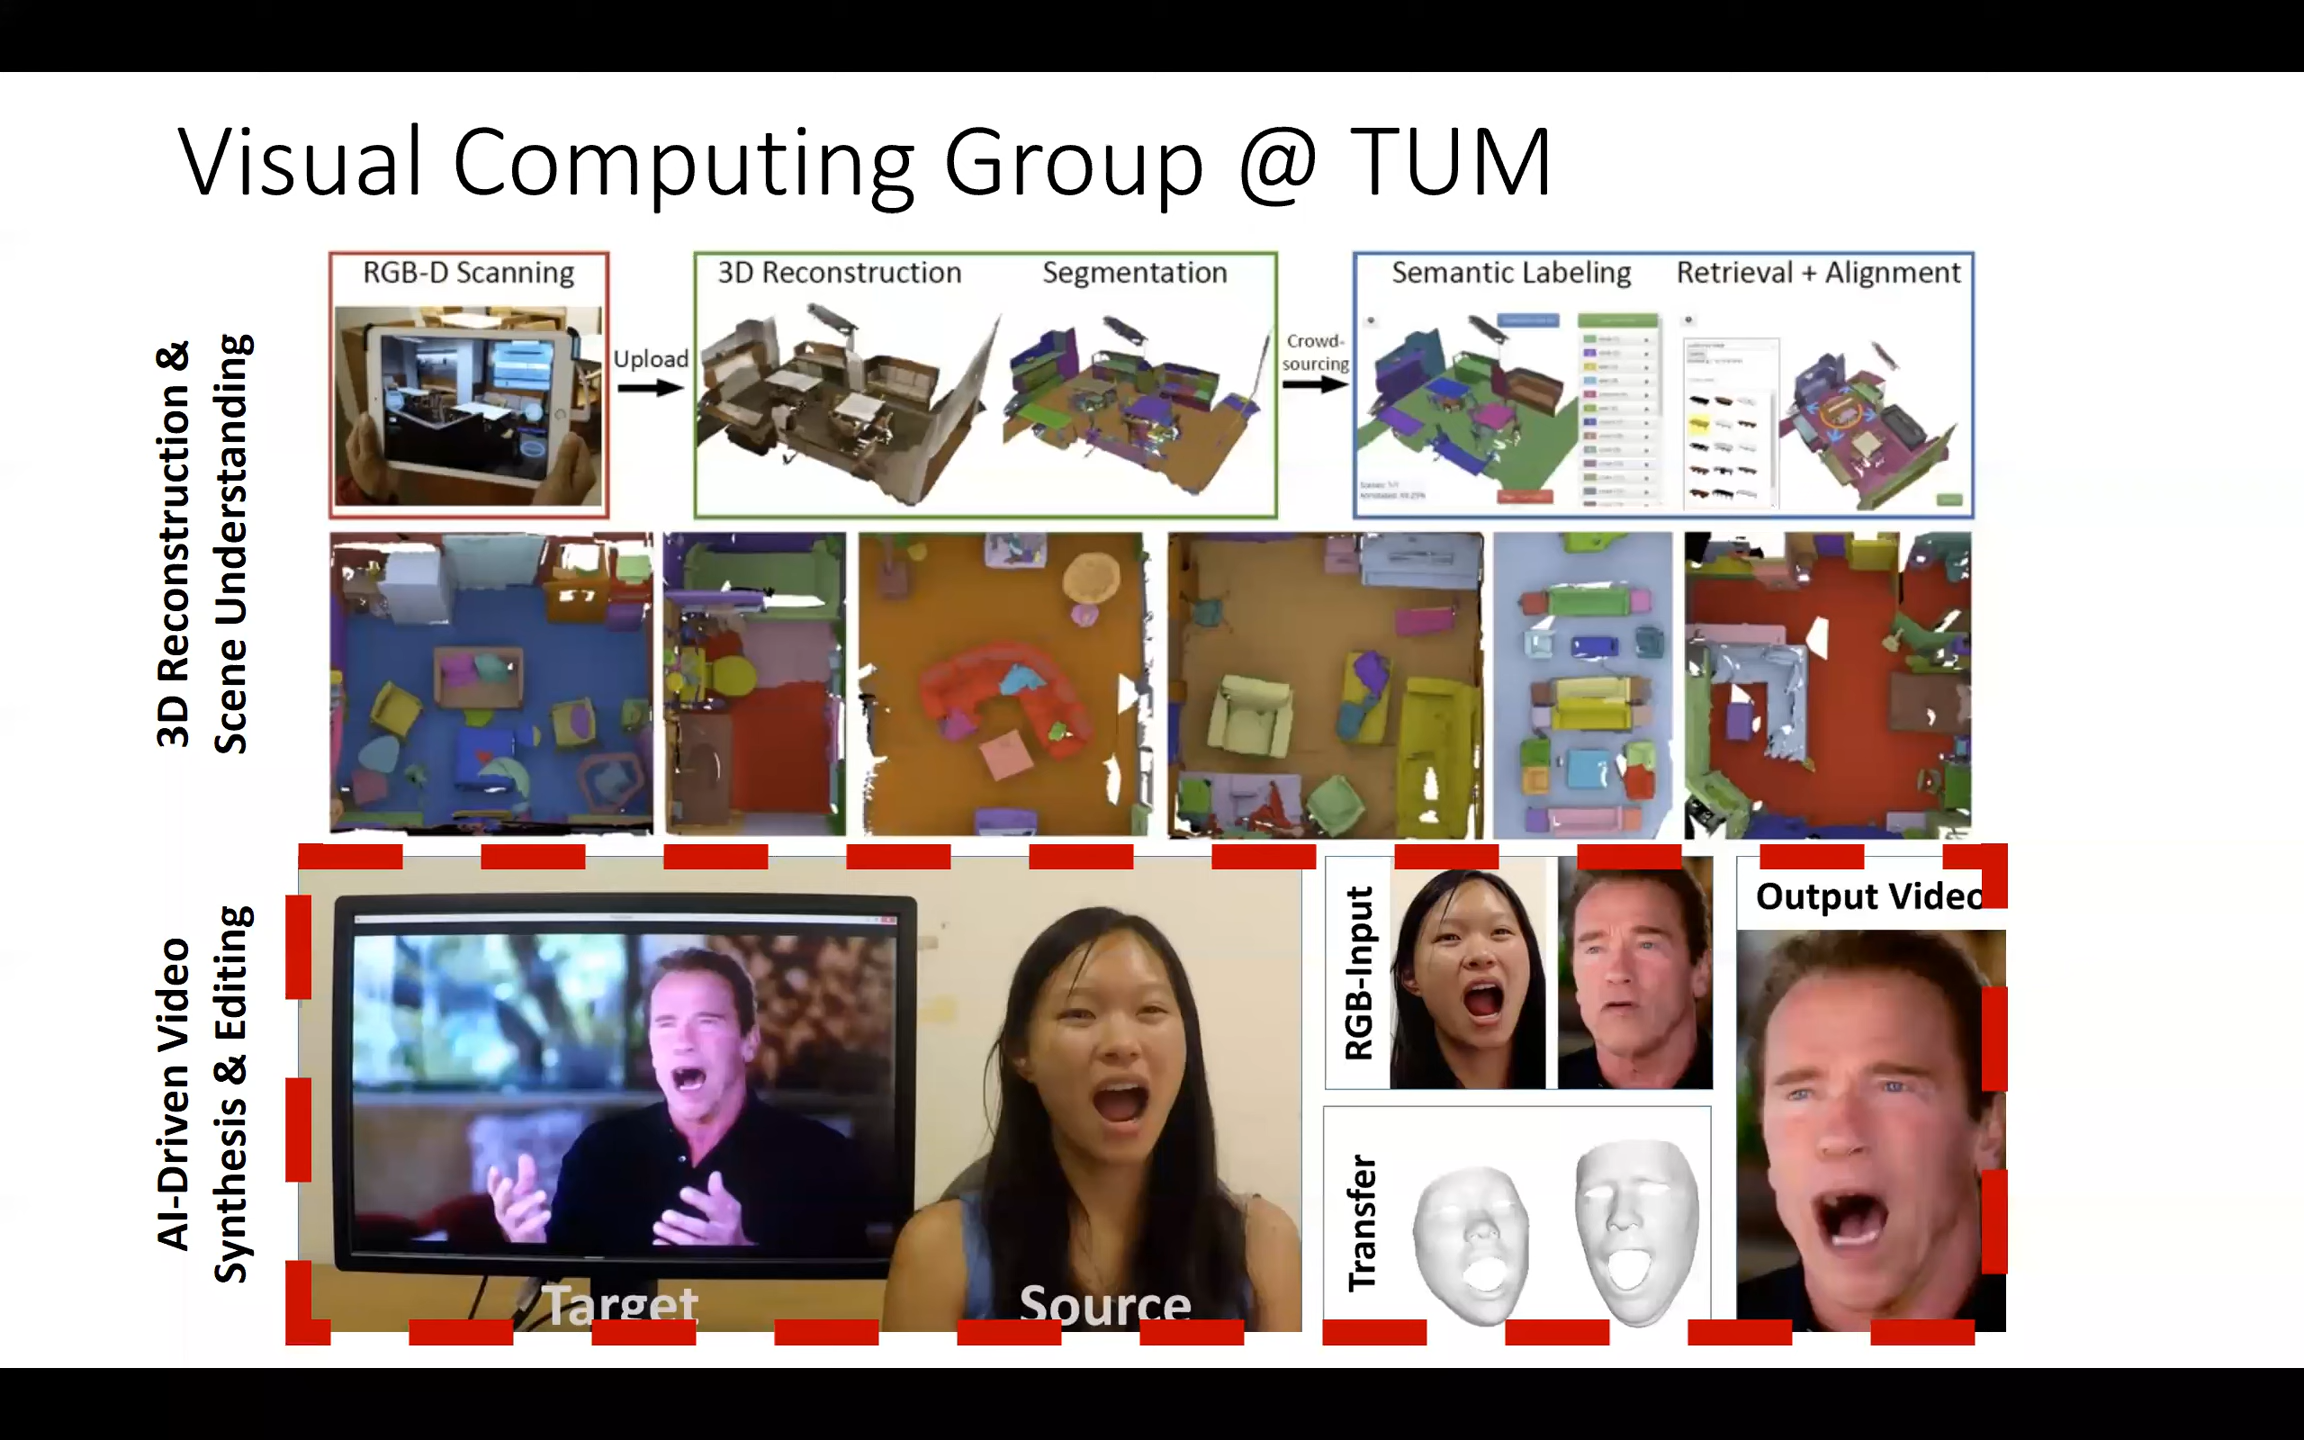 Visual Computing Group @ TUM
3D Reconstruction &
Scene Understanding
RGB-D Scanning
Upload
3D Reconstruction
Segmentation
Crowd-
sourcing
Semantic Labeling
Retrieval + Alignment
AI-Driven Video
Synthesis & Editing
Target
Source
RGB-Input
Transfer
Output Video